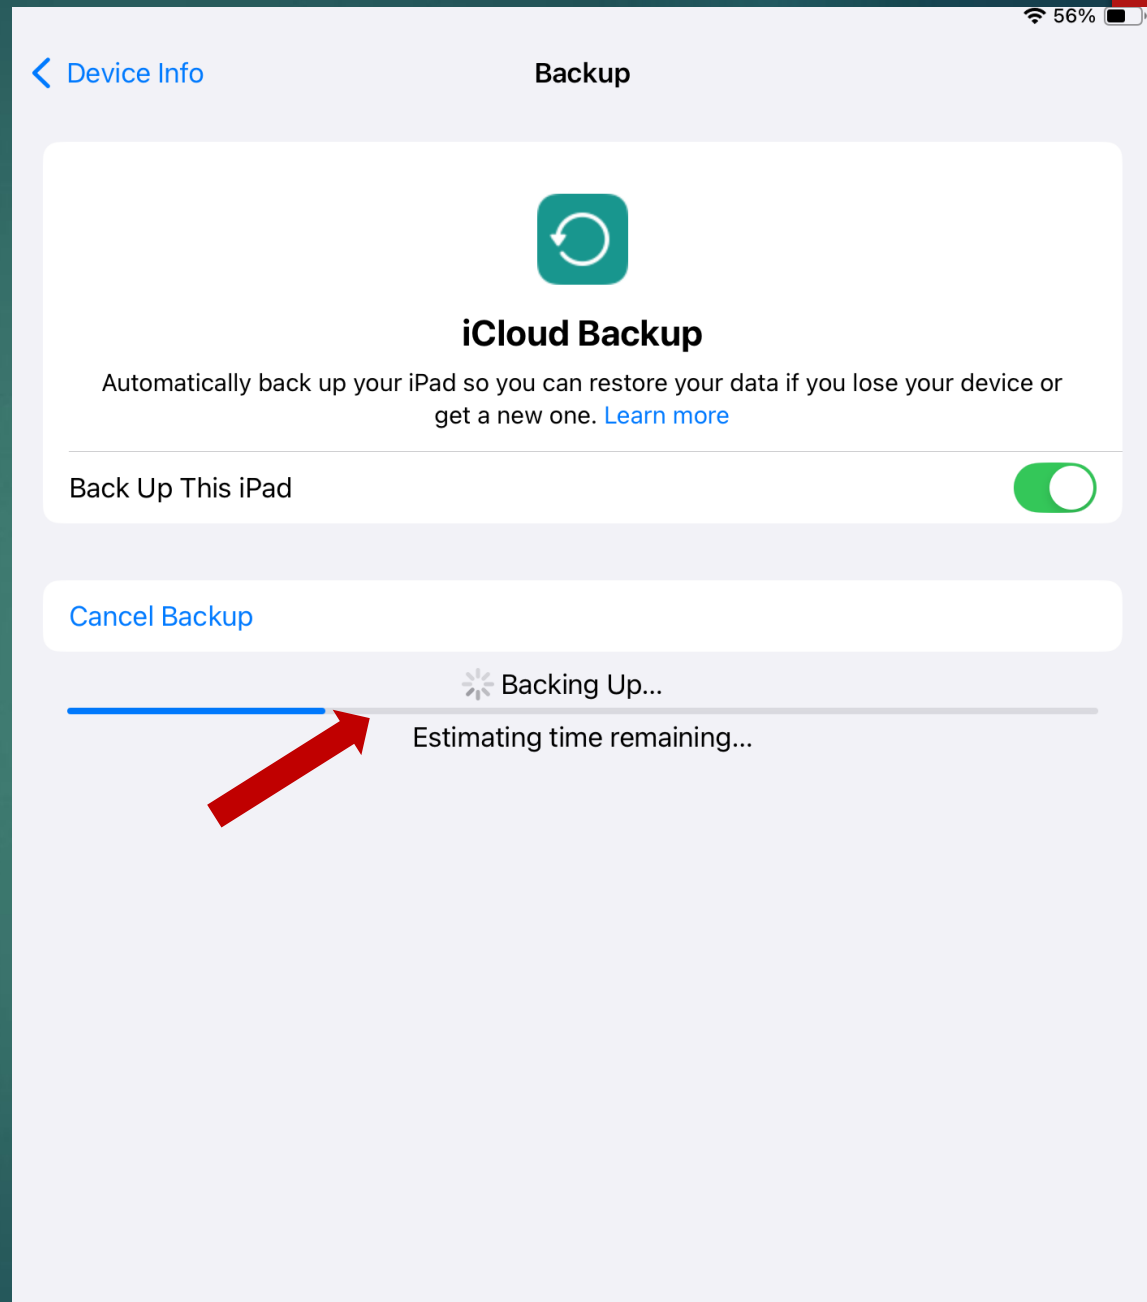 56%
Device Info
Backup
iCloud Backup
Automatically back up your iPad so you can restore your data if you lose your device or
get a new one. Learn more
Back Up This iPad
Cancel Backup
Backing Up...
Estimating time remaining...